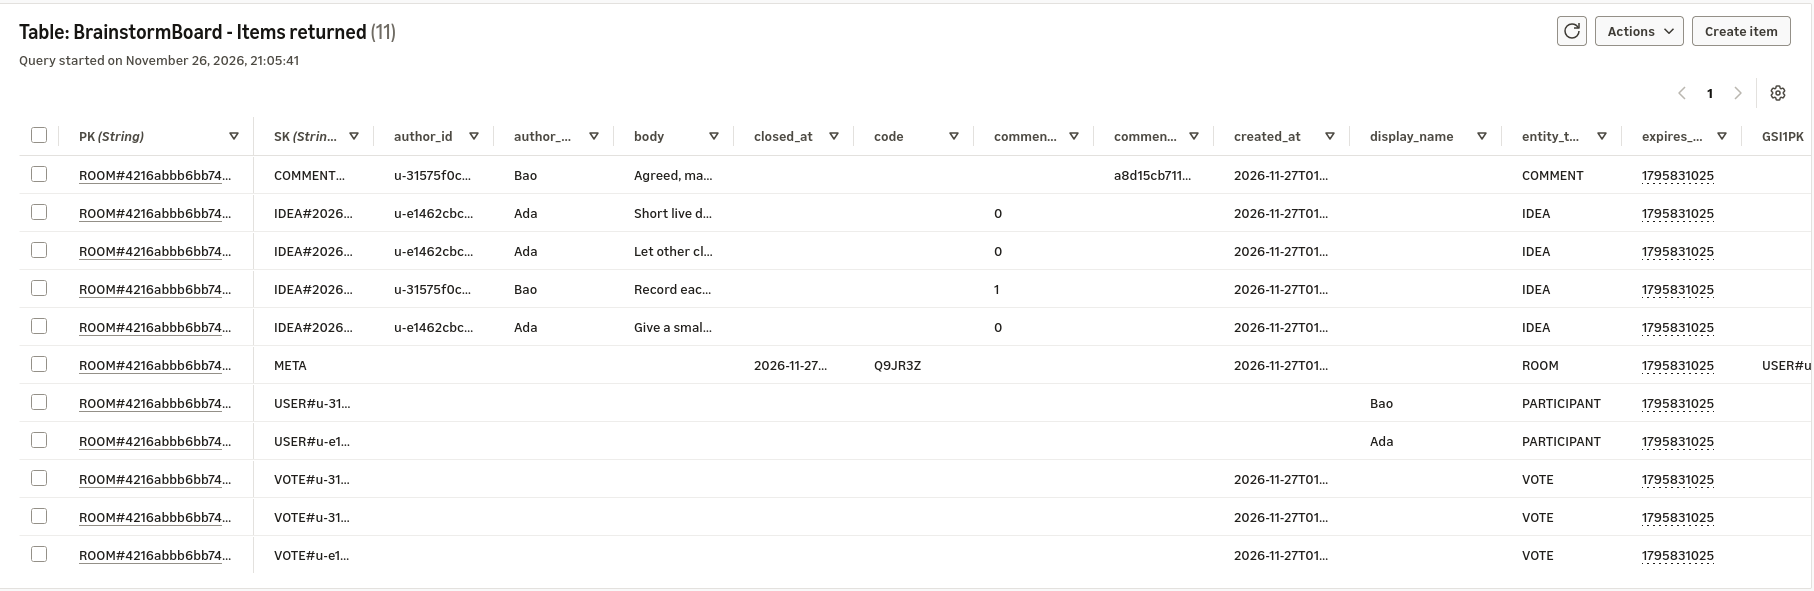 Table: BrainstormBoard - Items returned (11)
Actions
Create item
Query started on November 26, 2026, 21:05:41
1
PK (String) SK (Strin... author_id author_... body closed_at code commen... commen... created_at display_name entity_t... expires_... GSI1PK
ROOM#4216abbb6bb74... COMMENT... u-31575f0c... Bao Agreed, ma... a8d15cb711... 2026-11-27T01... COMMENT 1795831025
ROOM#4216abbb6bb74... IDEA#2026... u-e1462cbc... Ada Short live d... 0 2026-11-27T01... IDEA 1795831025
ROOM#4216abbb6bb74... IDEA#2026... u-e1462cbc... Ada Let other cl... 0 2026-11-27T01... IDEA 1795831025
ROOM#4216abbb6bb74... IDEA#2026... u-31575f0c... Bao Record eac... 1 2026-11-27T01... IDEA 1795831025
ROOM#4216abbb6bb74... IDEA#2026... u-e1462cbc... Ada Give a smal... 0 2026-11-27T01... IDEA 1795831025
ROOM#4216abbb6bb74... META 2026-11-27... Q9JR3Z 2026-11-27T01... ROOM 1795831025 USER#u
ROOM#4216abbb6bb74... USER#u-31... Bao PARTICIPANT 1795831025
ROOM#4216abbb6bb74... USER#u-e1... Ada PARTICIPANT 1795831025
ROOM#4216abbb6bb74... VOTE#u-31... 2026-11-27T01... VOTE 1795831025
ROOM#4216abbb6bb74... VOTE#u-31... 2026-11-27T01... VOTE 1795831025
ROOM#4216abbb6bb74... VOTE#u-e1... 2026-11-27T01... VOTE 1795831025